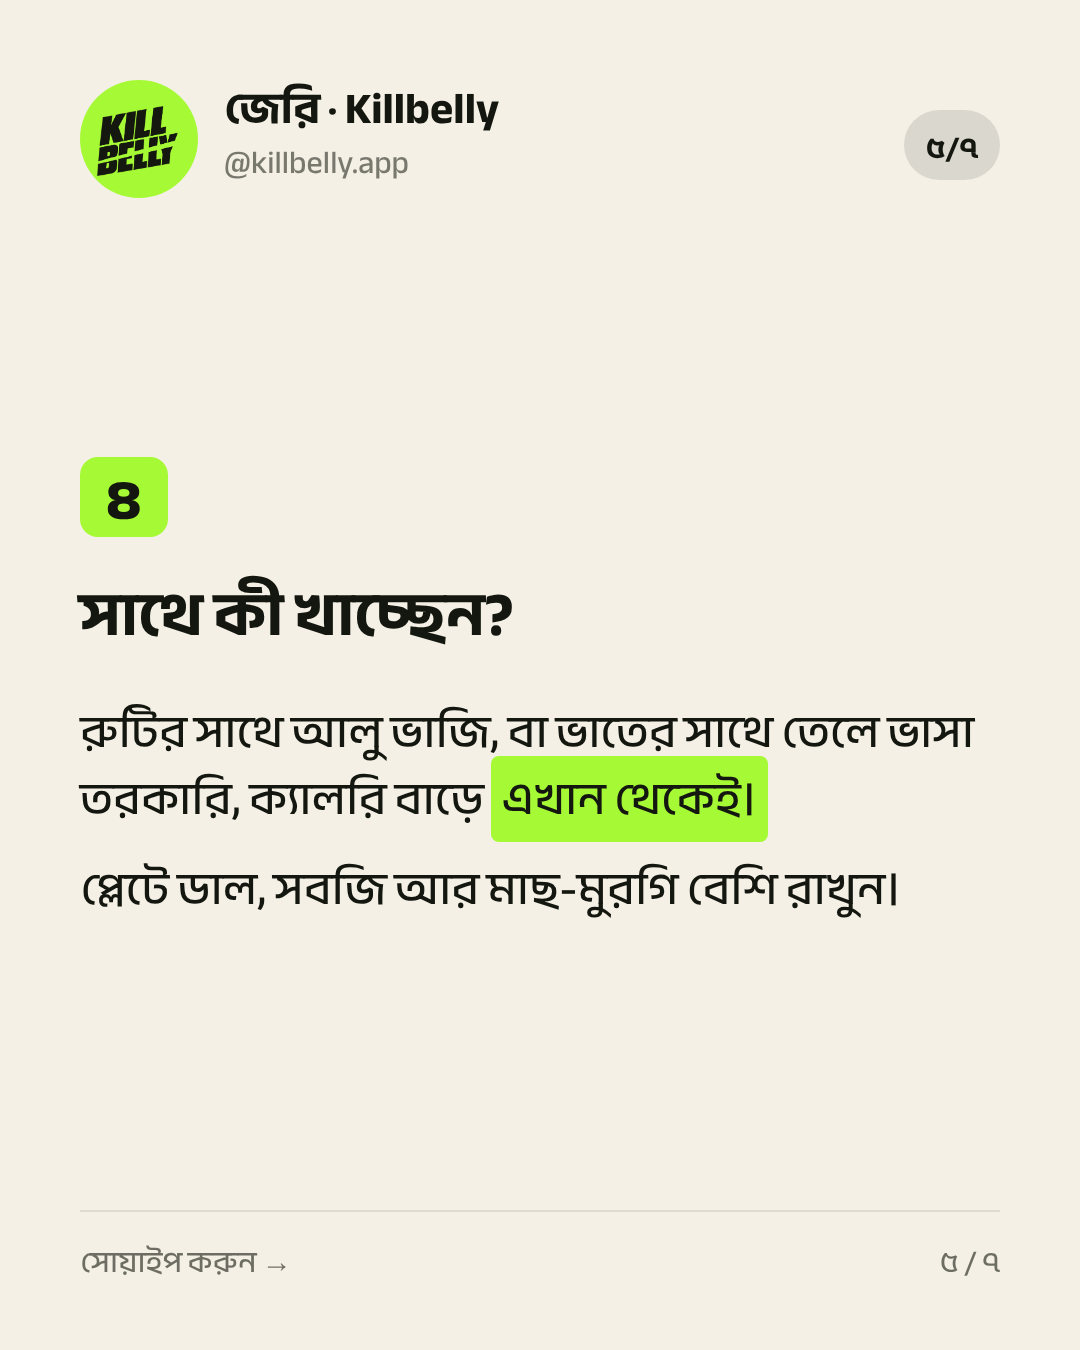 KILL
BELLY
জেরি · Killbelly
@killbelly.app
৫/৭
৪
সাথে কী খাচ্ছেন?
রুটির সাথে আলু ভাজি, বা ভাতের সাথে তেলে ভাসা
তরকারি, ক্যালরি বাড়ে এখান থেকেই।
প্লেটে ডাল, সবজি আর মাছ-মুরগি বেশি রাখুন।
সোয়াইপ করুন →
৫ / ৭